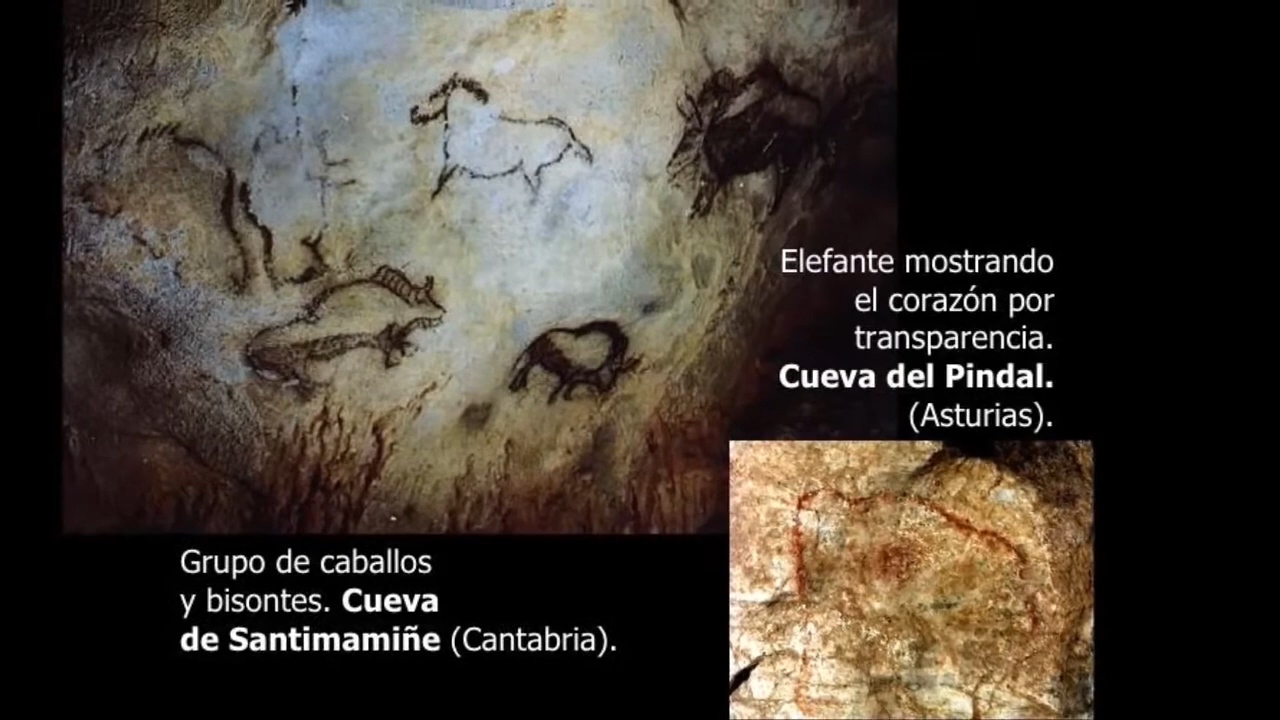 Elefante mostrando
el corazón por
transparencia.
Cueva del Pindal.
(Asturias).
Grupo de caballos
y bisontes. Cueva
de Santimamiñe (Cantabria).